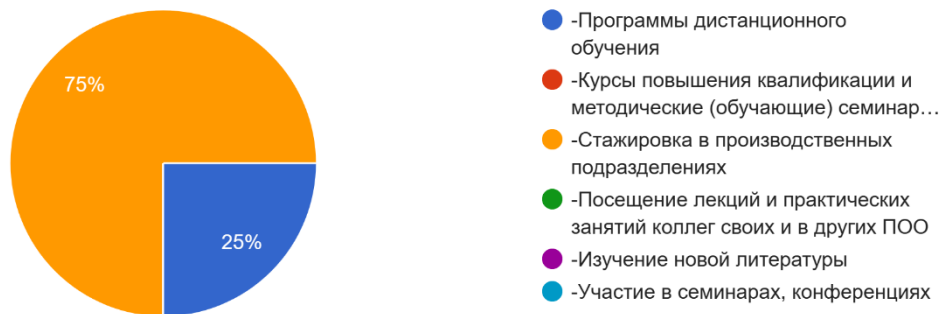 75%
25%
-Программы дистанционного
обучения
-Курсы повышения квалификации и
методические (обучающие) семинар…
-Стажировка в производственных
подразделениях
-Посещение лекций и практических
занятий коллег своих и в других ПОО
-Изучение новой литературы
-Участие в семинарах, конференциях